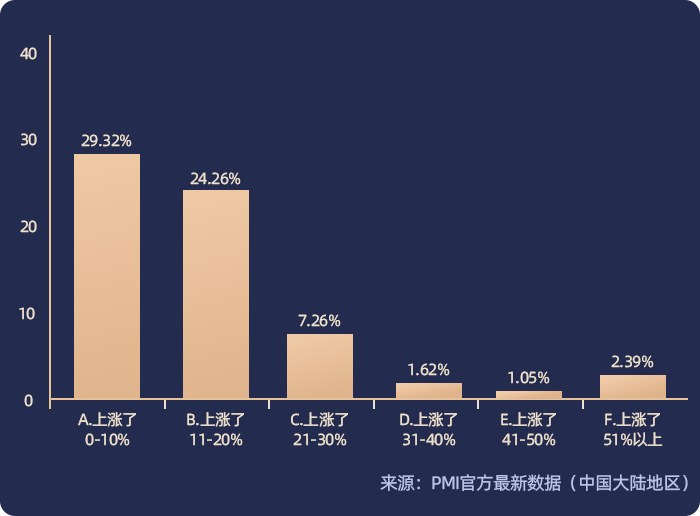 40
30
20
10
0
29.32%
24.26%
7.26%
1.62%
1.05%
2.39%
A.上涨了
0-10%
B.上涨了
11-20%
C.上涨了
21-30%
D.上涨了
31-40%
E.上涨了
41-50%
F.上涨了
51%以上
来源：PMI官方最新数据（中国大陆地区）